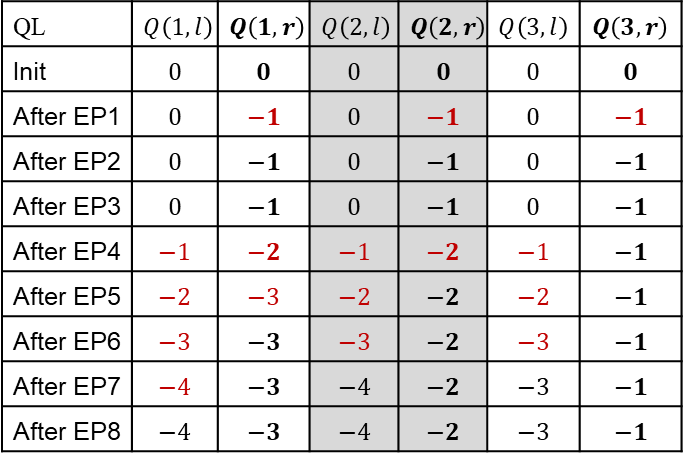 QL Q(1, l) Q(1, r) Q(2, l) Q(2, r) Q(3, l) Q(3, r)
Init 0 0 0 0 0 0
After EP1 0 −1 0 −1 0 −1
After EP2 0 −1 0 −1 0 −1
After EP3 0 −1 0 −1 0 −1
After EP4 −1 −2 −1 −2 −1 −1
After EP5 −2 −3 −2 −2 −2 −1
After EP6 −3 −3 −3 −2 −3 −1
After EP7 −4 −3 −4 −2 −3 −1
After EP8 −4 −3 −4 −2 −3 −1